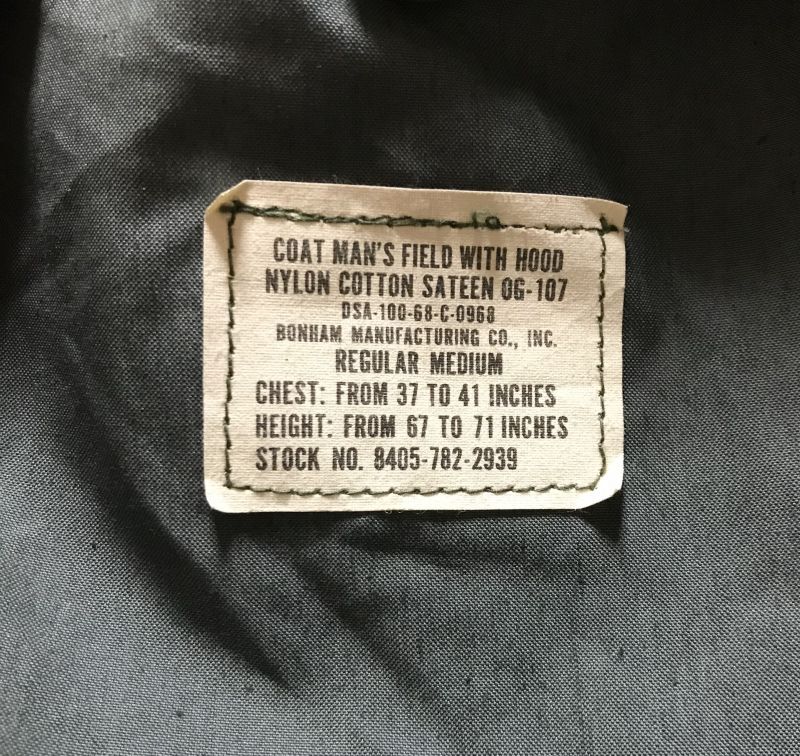 COAT MAN'S FIELD WITH HOOD
NYLON COTTON SATEEN OG-107
DSA-100-68-C-0968
BONHAM MANUFACTURING CO., INC.
REGULAR MEDIUM
CHEST: FROM 37 TO 41 INCHES
HEIGHT: FROM 67 TO 71 INCHES
STOCK NO. 8405-782-2939